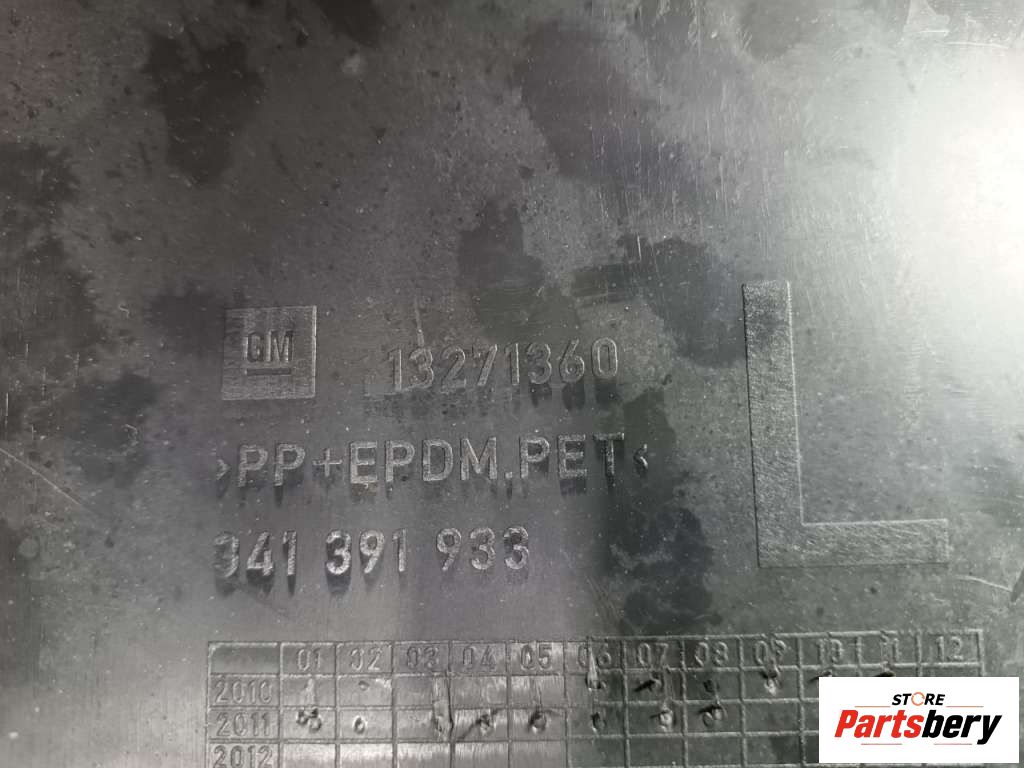 GM 13271360 L
>PP+EPDM.PET<
341 391 933
01 02 03 04 05 06 07 08 09 10 11 12
2010
2011
2012
STORE
Partsbery